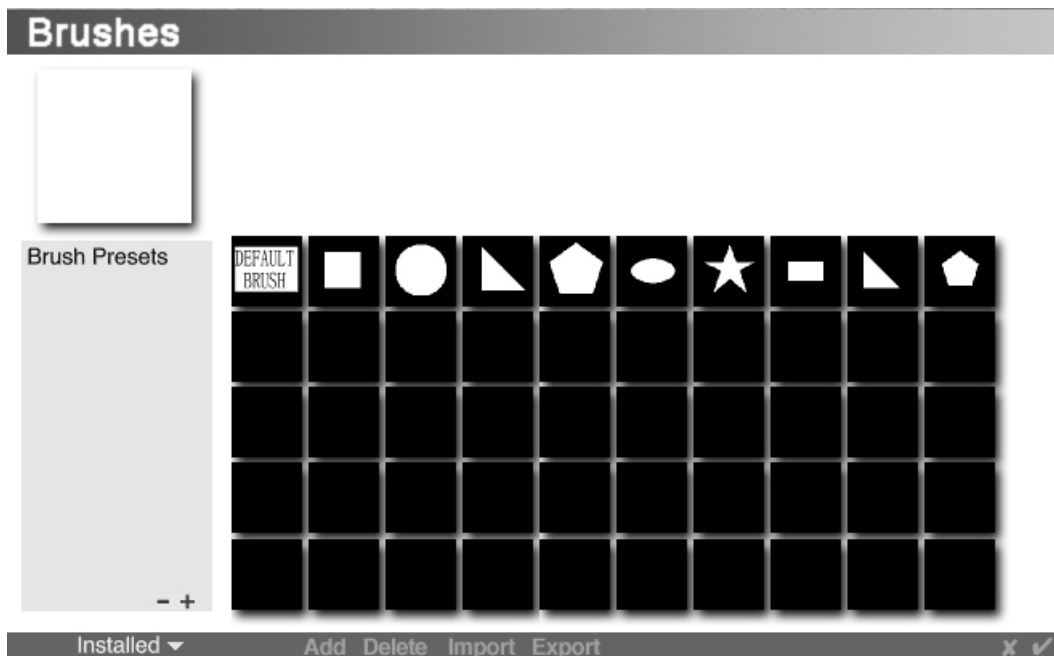 Brushes
Brush Presets
DEFAULT
BRUSH
- +
Installed
Add Delete Import Export